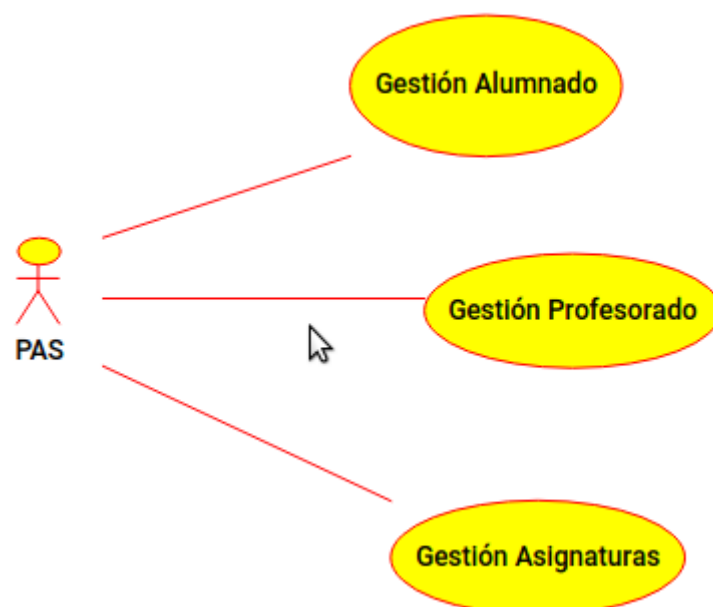 Gestión Alumnado
Gestión Profesorado
PAS
Gestión Asignaturas